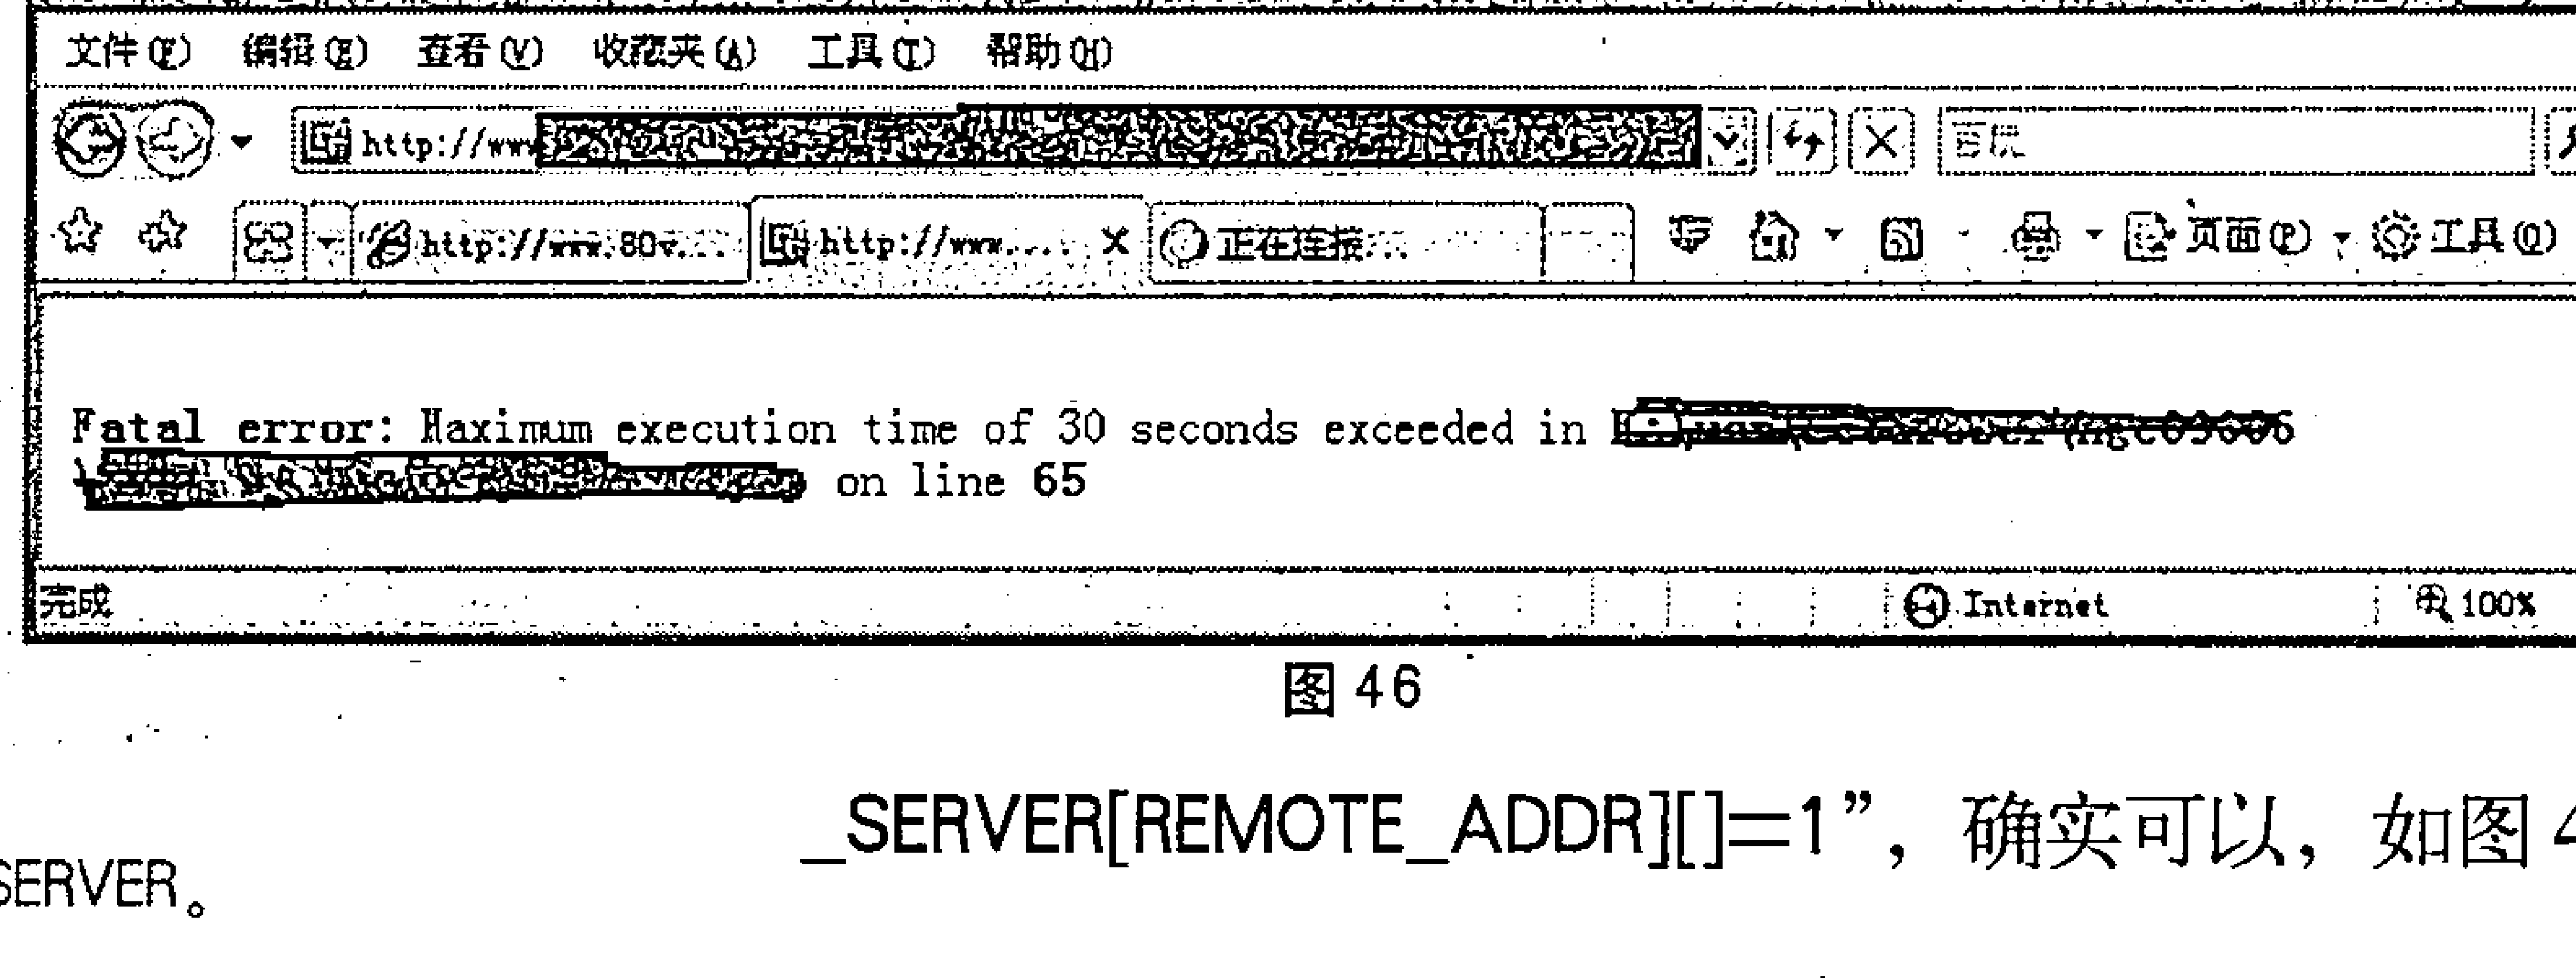 文件(F) 编辑(E) 查看(V) 收藏夹(A) 工具(T) 帮助(H)
http://www 百度
http://www.80v... http://www.... 正在连接... 页面(P) 工具(O)
Fatal error: Maximum execution time of 30 seconds exceeded in
on line 65
完成 Internet 100%
图 46
_SERVER[REMOTE_ADDR][]=1”，确实可以，如图 4
SERVER。